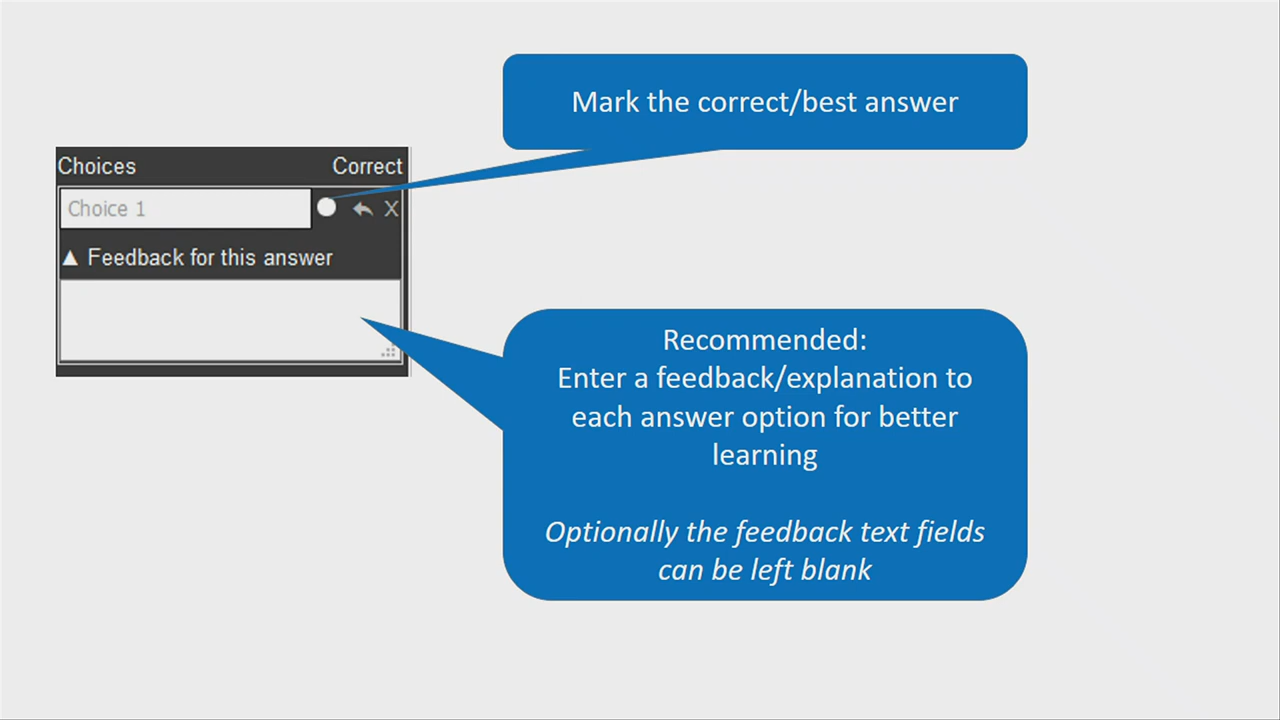 Mark the correct/best answer
Choices Correct
Choice 1 X
▲ Feedback for this answer
Recommended:
Enter a feedback/explanation to
each answer option for better
learning
Optionally the feedback text fields
can be left blank